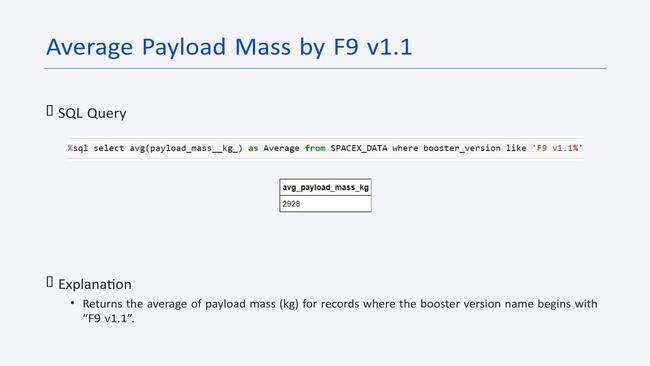 Average Payload Mass by F9 v1.1
SQL Query
%sql select avg(payload_mass__kg_) as Average from SPACEX_DATA where booster_version like 'F9 v1.1%'
avg_payload_mass_kg
2928
Explanation
• Returns the average of payload mass (kg) for records where the booster version name begins with
“F9 v1.1”.